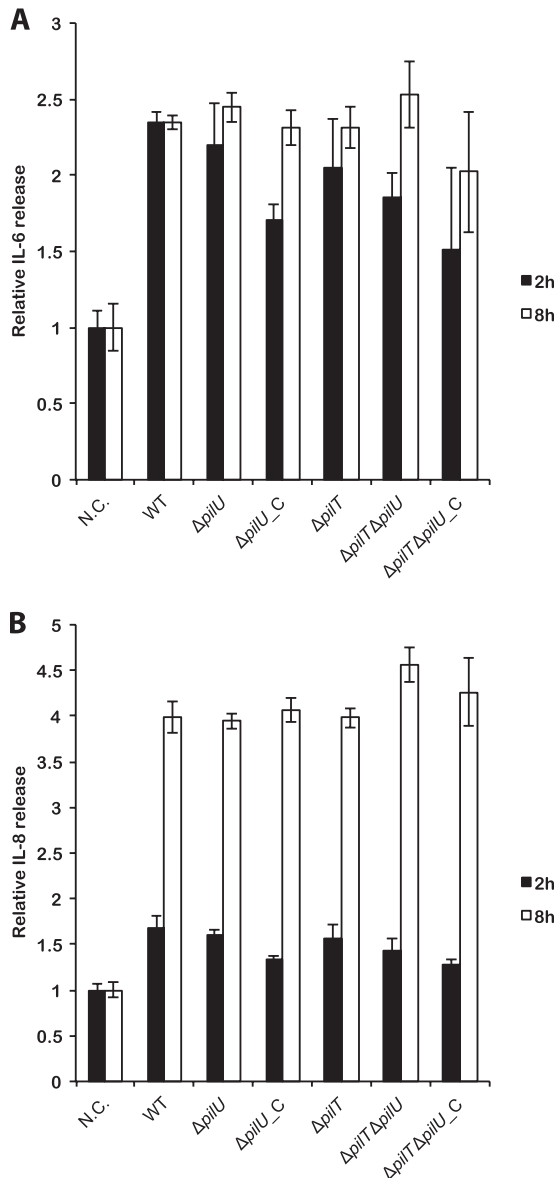 A
3
2.5
2
1.5
1
0.5
0
Relative IL-6 release
2h
8h
N.C.
WT
ΔpilU
ΔpilU_C
ΔpilT
ΔpilTΔpilU
ΔpilTΔpilU_C
B
5
4.5
4
3.5
3
2.5
2
1.5
1
0.5
0
Relative IL-8 release
2h
8h
N.C.
WT
ΔpilU
ΔpilU_C
ΔpilT
ΔpilTΔpilU
ΔpilTΔpilU_C